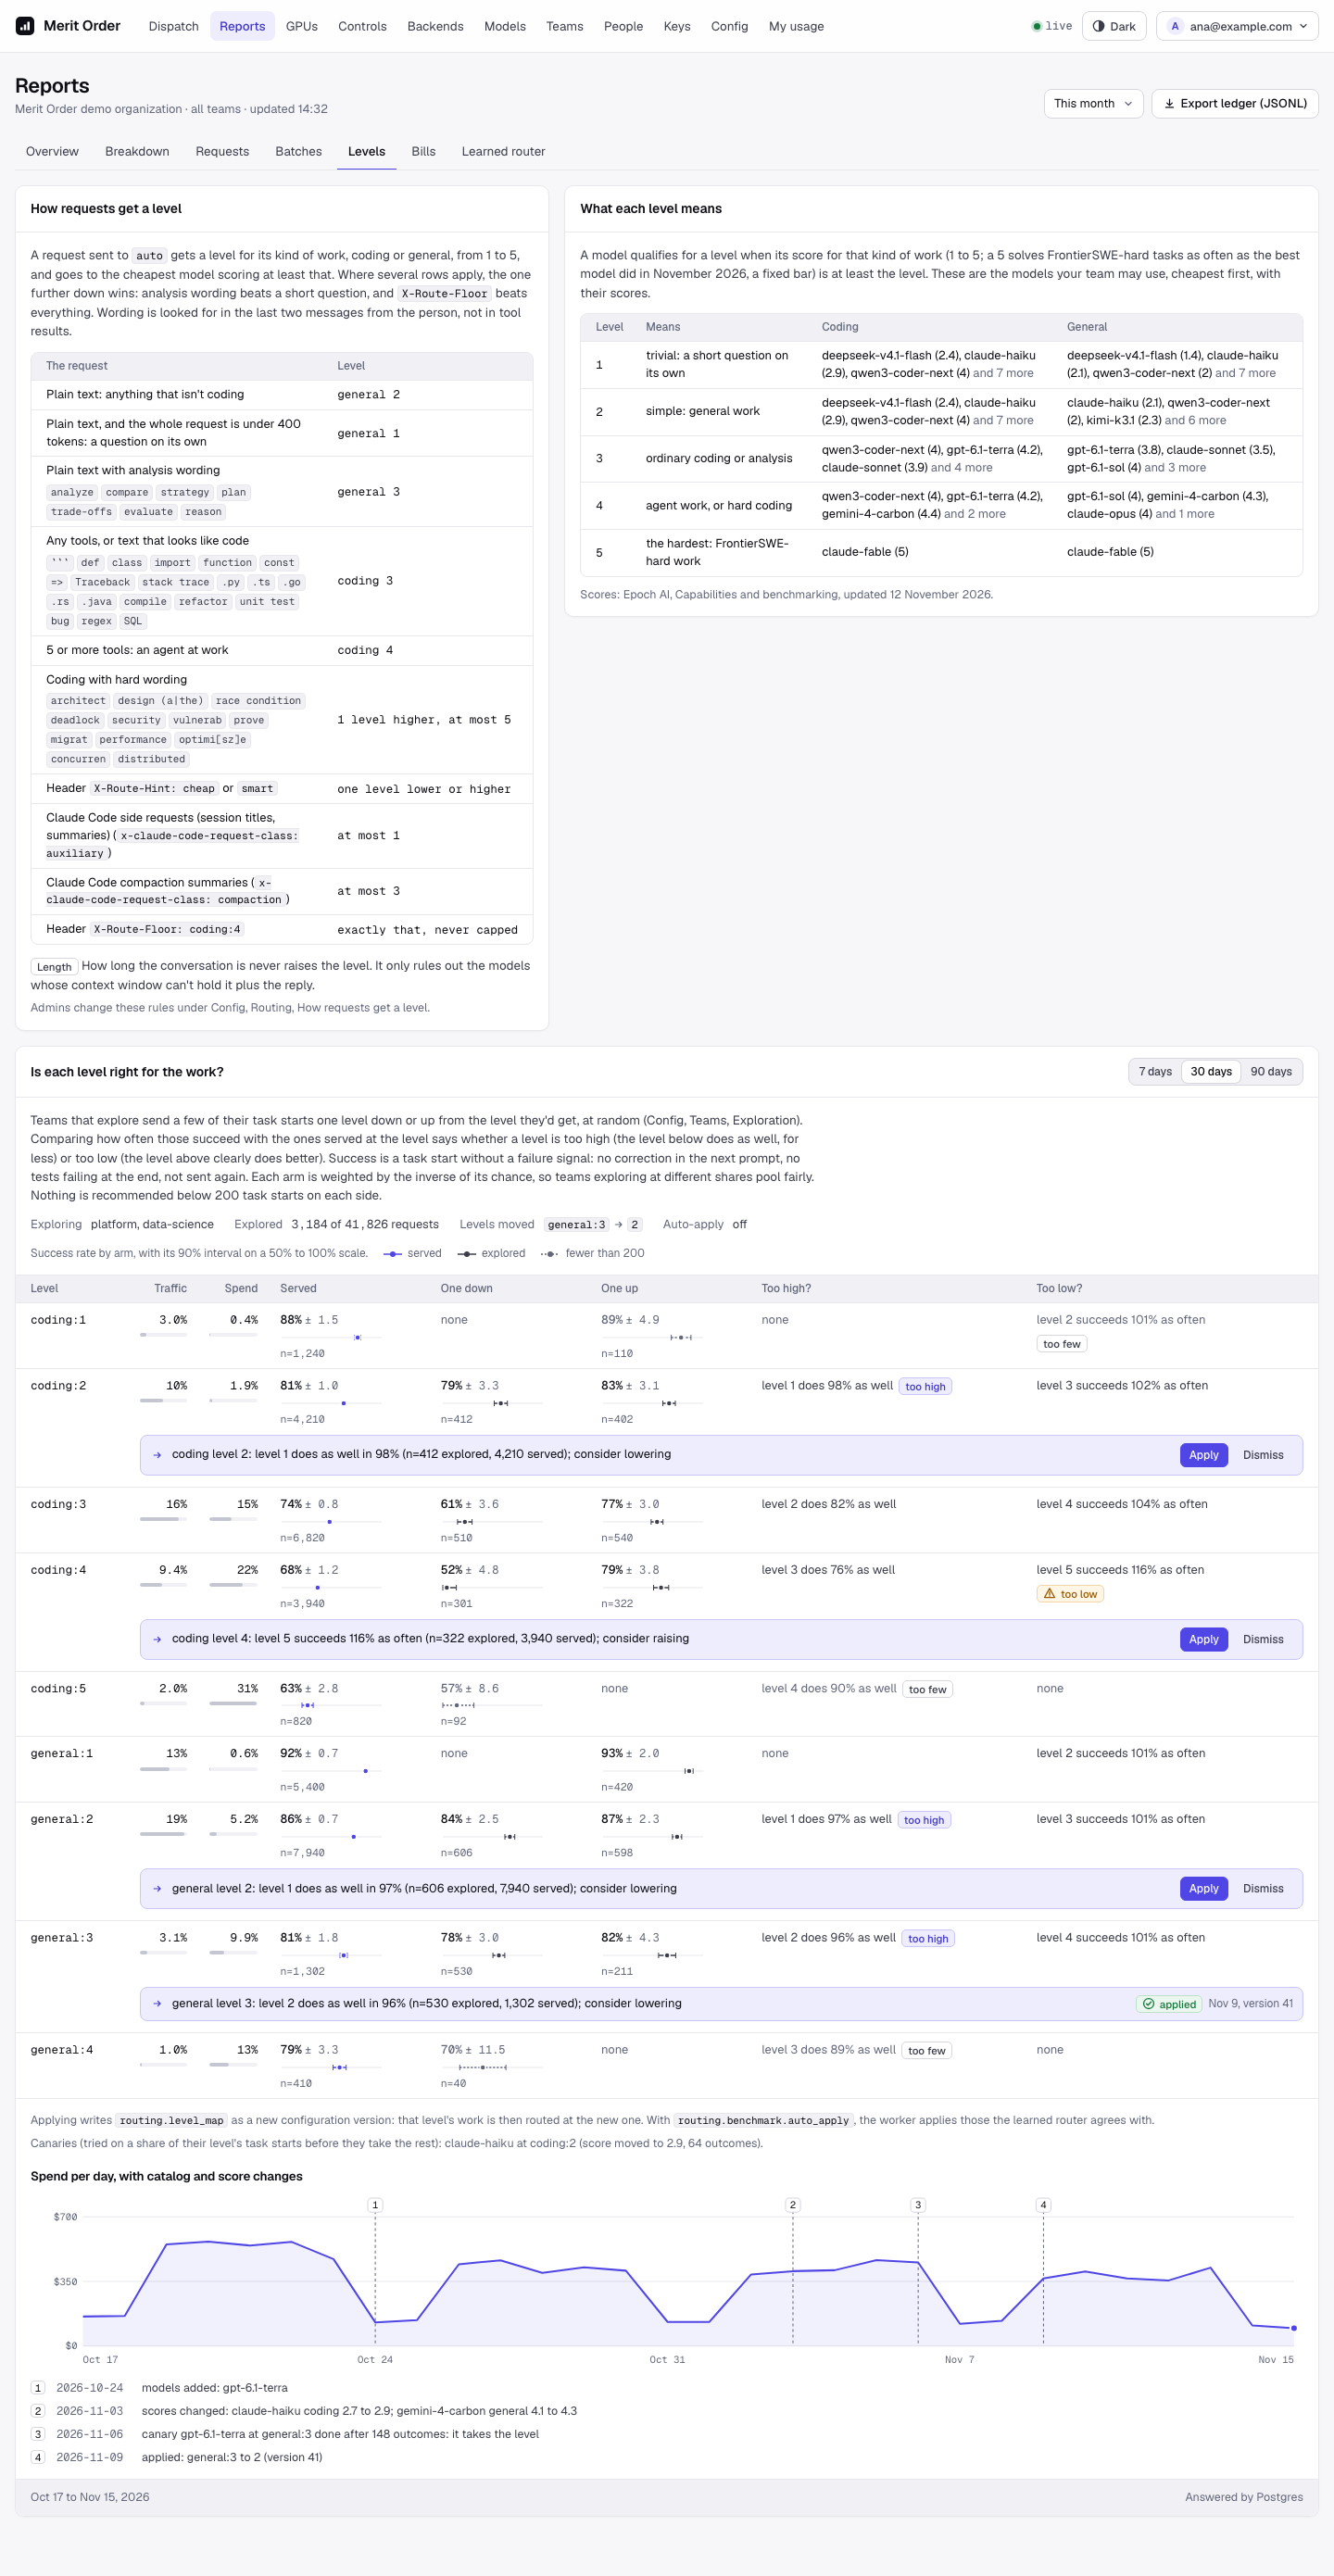 Merit Order
Dispatch Reports GPUs Controls Backends Models Teams People Keys Config My usage
live Dark A ana@example.com
Reports
Merit Order demo organization · all teams · updated 14:32
This month Export ledger (JSONL)
Overview Breakdown Requests Batches Levels Bills Learned router
How requests get a level
A request sent to auto gets a level for its kind of work, coding or general, from 1 to 5,
and goes to the cheapest model scoring at least that. Where several rows apply, the one
further down wins: analysis wording beats a short question, and X-Route-Floor beats
everything. Wording is looked for in the last two messages from the person, not in tool
results.
The request Level
Plain text: anything that isn't coding general 2
Plain text, and the whole request is under 400
tokens: a question on its own general 1
Plain text with analysis wording
analyze compare strategy plan
trade-offs evaluate reason
general 3
Any tools, or text that looks like code
``` def class import function const
=> Traceback stack trace .py .ts .go
.rs .java compile refactor unit test
bug regex SQL
coding 3
5 or more tools: an agent at work coding 4
Coding with hard wording
architect design (a|the) race condition
deadlock security vulnerab prove
migrat performance optimi[sz]e
concurren distributed
1 level higher, at most 5
Header X-Route-Hint: cheap or smart one level lower or higher
Claude Code side requests (session titles,
summaries) (x-claude-code-request-class:
auxiliary)
at most 1
Claude Code compaction summaries (x-
claude-code-request-class: compaction)
at most 3
Header X-Route-Floor: coding:4 exactly that, never capped
Length How long the conversation is never raises the level. It only rules out the models
whose context window can't hold it plus the reply.
Admins change these rules under Config, Routing, How requests get a level.
What each level means
A model qualifies for a level when its score for that kind of work (1 to 5; a 5 solves FrontierSWE-hard tasks as often as the best
model did in November 2026, a fixed bar) is at least the level. These are the models your team may use, cheapest first, with
their scores.
Level Means Coding General
1 trivial: a short question on
its own
deepseek-v4.1-flash (2.4), claude-haiku
(2.9), qwen3-coder-next (4) and 7 more
deepseek-v4.1-flash (1.4), claude-haiku
(2.1), qwen3-coder-next (2) and 7 more
2 simple: general work
deepseek-v4.1-flash (2.4), claude-haiku
(2.9), qwen3-coder-next (4) and 7 more
claude-haiku (2.1), qwen3-coder-next
(2), kimi-k3.1 (2.3) and 6 more
3 ordinary coding or analysis
qwen3-coder-next (4), gpt-6.1-terra (4.2),
claude-sonnet (3.9) and 4 more
gpt-6.1-terra (3.8), claude-sonnet (3.5),
gpt-6.1-sol (4) and 3 more
4 agent work, or hard coding
qwen3-coder-next (4), gpt-6.1-terra (4.2),
gemini-4-carbon (4.4) and 2 more
gpt-6.1-sol (4), gemini-4-carbon (4.3),
claude-opus (4) and 1 more
5 the hardest: FrontierSWE-
hard work
claude-fable (5) claude-fable (5)
Scores: Epoch AI, Capabilities and benchmarking, updated 12 November 2026.
Is each level right for the work?
7 days 30 days 90 days
Teams that explore send a few of their task starts one level down or up from the level they'd get, at random (Config, Teams, Exploration).
Comparing how often those succeed with the ones served at the level says whether a level is too high (the level below does as well, for
less) or too low (the level above clearly does better). Success is a task start without a failure signal: no correction in the next prompt, no
tests failing at the end, not sent again. Each arm is weighted by the inverse of its chance, so teams exploring at different shares pool fairly.
Nothing is recommended below 200 task starts on each side.
Exploring platform, data-science Explored 3,184 of 41,826 requests Levels moved general:3 → 2 Auto-apply off
Success rate by arm, with its 90% interval on a 50% to 100% scale. served explored fewer than 200
Level Traffic Spend Served One down One up Too high? Too low?
coding:1 3.0% 0.4% 88% ± 1.5 none 89% ± 4.9 none level 2 succeeds 101% as often
too few
n=1,240 n=110
coding:2 10% 1.9% 81% ± 1.0 79% ± 3.3 83% ± 3.1 level 1 does 98% as well too high level 3 succeeds 102% as often
n=4,210 n=412 n=402
→ coding level 2: level 1 does as well in 98% (n=412 explored, 4,210 served); consider lowering Apply Dismiss
coding:3 16% 15% 74% ± 0.8 61% ± 3.6 77% ± 3.0 level 2 does 82% as well level 4 succeeds 104% as often
n=6,820 n=510 n=540
coding:4 9.4% 22% 68% ± 1.2 52% ± 4.8 79% ± 3.8 level 3 does 76% as well level 5 succeeds 116% as often
too low
n=3,940 n=301 n=322
→ coding level 4: level 5 succeeds 116% as often (n=322 explored, 3,940 served); consider raising Apply Dismiss
coding:5 2.0% 31% 63% ± 2.8 57% ± 8.6 none level 4 does 90% as well too few none
n=820 n=92
general:1 13% 0.6% 92% ± 0.7 none 93% ± 2.0 none level 2 succeeds 101% as often
n=5,400 n=420
general:2 19% 5.2% 86% ± 0.7 84% ± 2.5 87% ± 2.3 level 1 does 97% as well too high level 3 succeeds 101% as often
n=7,940 n=606 n=598
→ general level 2: level 1 does as well in 97% (n=606 explored, 7,940 served); consider lowering Apply Dismiss
general:3 3.1% 9.9% 81% ± 1.8 78% ± 3.0 82% ± 4.3 level 2 does 96% as well too high level 4 succeeds 101% as often
n=1,302 n=530 n=211
→ general level 3: level 2 does as well in 96% (n=530 explored, 1,302 served); consider lowering applied Nov 9, version 41
general:4 1.0% 13% 79% ± 3.3 70% ± 11.5 none level 3 does 89% as well too few none
n=410 n=40
Applying writes routing.level_map as a new configuration version: that level's work is then routed at the new one. With routing.benchmark.auto_apply, the worker applies those the learned router agrees with.
Canaries (tried on a share of their level's task starts before they take the rest): claude-haiku at coding:2 (score moved to 2.9, 64 outcomes).
Spend per day, with catalog and score changes
1 2 3 4
$700
$350
$0
Oct 17 Oct 24 Oct 31 Nov 7 Nov 15
1 2026-10-24 models added: gpt-6.1-terra
2 2026-11-03 scores changed: claude-haiku coding 2.7 to 2.9; gemini-4-carbon general 4.1 to 4.3
3 2026-11-06 canary gpt-6.1-terra at general:3 done after 148 outcomes: it takes the level
4 2026-11-09 applied: general:3 to 2 (version 41)
Oct 17 to Nov 15, 2026 Answered by Postgres